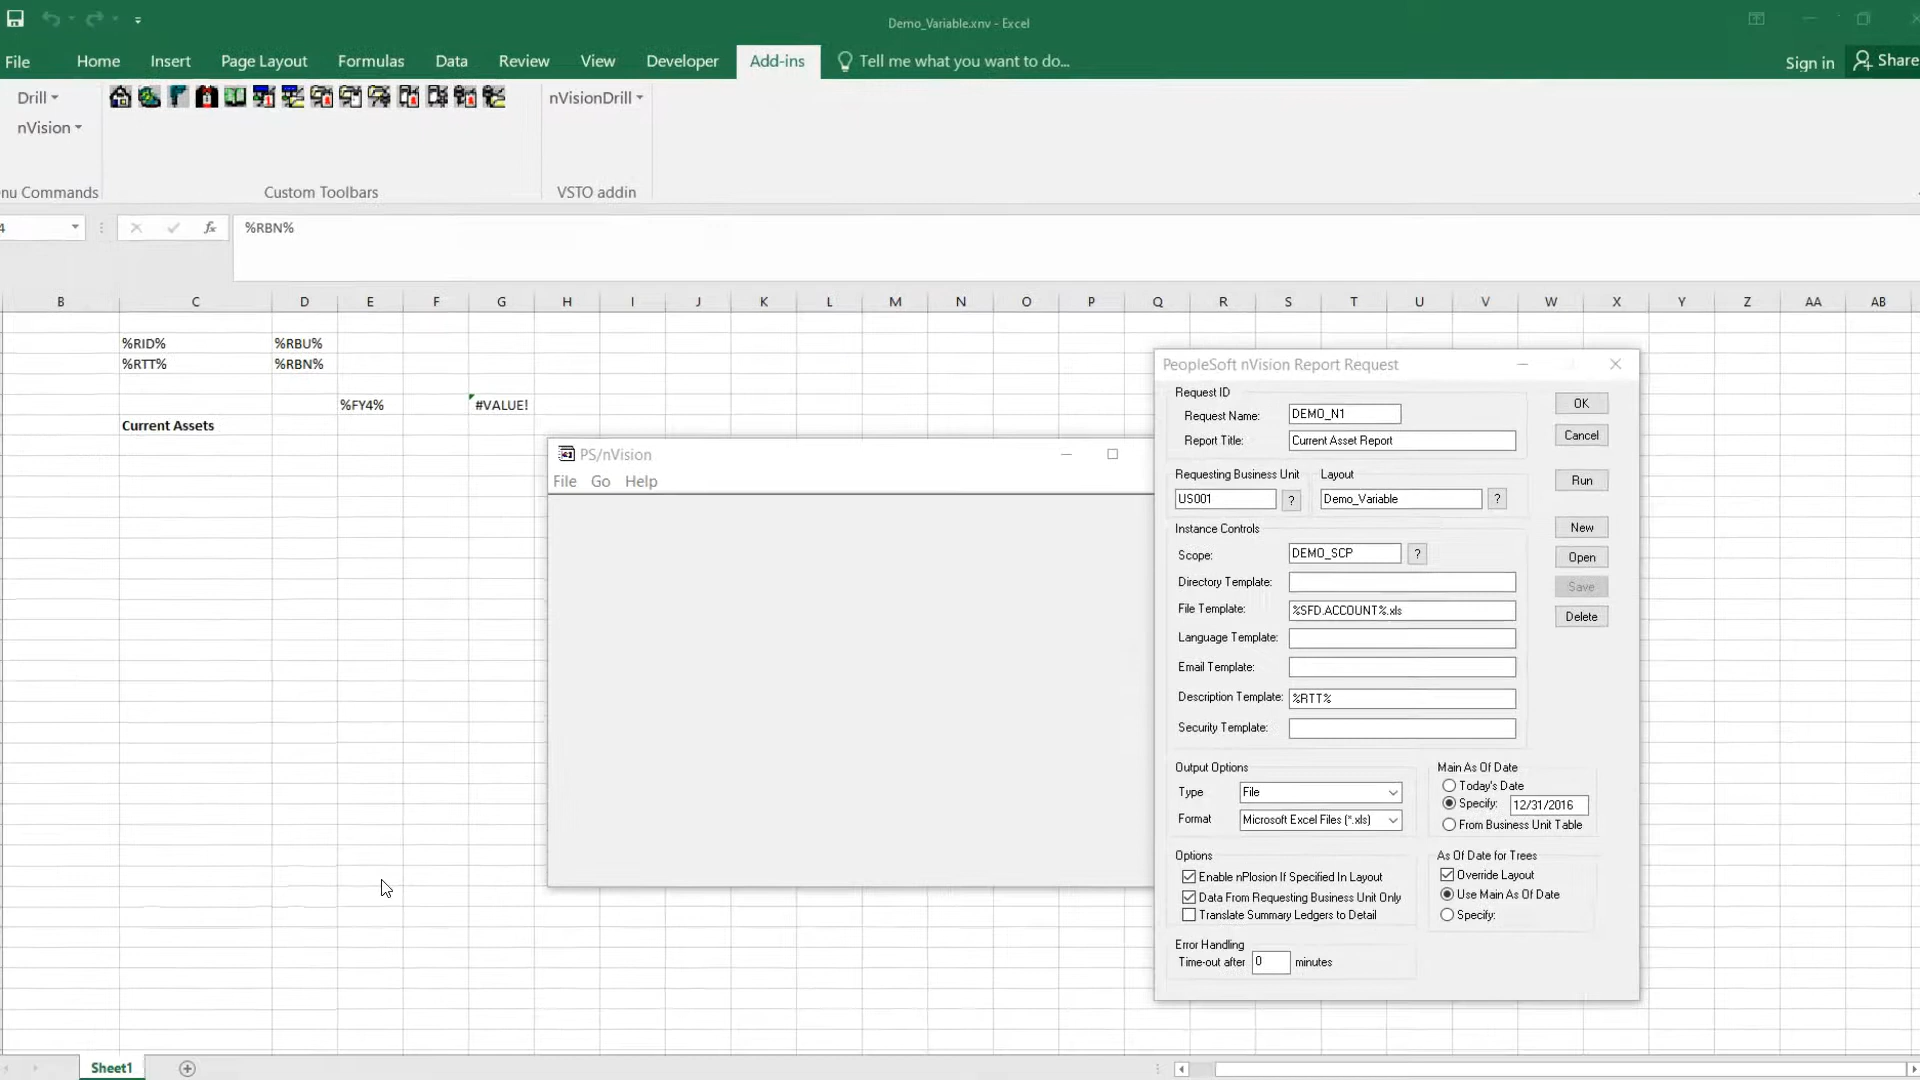 Demo_Variable.xnv - Excel
File
Home
Insert
Page Layout
Formulas
Data
Review
View
Developer
Add-ins
Tell me what you want to do...
Sign in
Share
Drill
nVision
nVisionDrill
nu Commands
Custom Toolbars
VSTO addin
4
fx
%RBN%
B C D E F G H I J K L M N O P Q R S T U V W X Y Z AA AB
%RID% %RBU%
%RTT% %RBN%
%FY4% #VALUE!
Current Assets
PS/nVision
File Go Help
PeopleSoft nVision Report Request
Request ID
Request Name: DEMO_N1
Report Title: Current Asset Report
Requesting Business Unit
US001 ?
Layout
Demo_Variable ?
Instance Controls
Scope: DEMO_SCP ?
Directory Template:
File Template: %SFD.ACCOUNT%.xls
Language Template:
Email Template:
Description Template: %RTT%
Security Template:
OK
Cancel
Run
New
Open
Save
Delete
Output Options
Type File
Format Microsoft Excel Files (*.xls)
Main As Of Date
Today's Date
Specify: 12/31/2016
From Business Unit Table
Options
Enable nPlosion If Specified In Layout
Data From Requesting Business Unit Only
Translate Summary Ledgers to Detail
As Of Date for Trees
Override Layout
Use Main As Of Date
Specify:
Error Handling
Time-out after 0 minutes
Sheet1